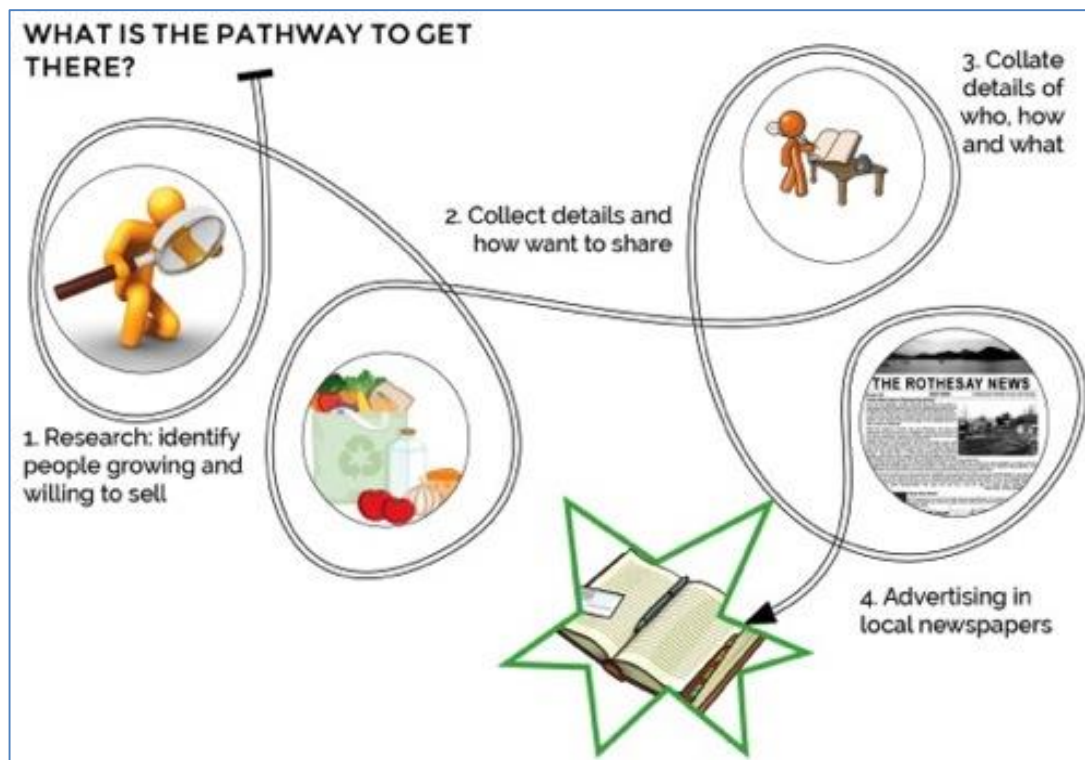 WHAT IS THE PATHWAY TO GET
THERE?
1. Research: identify
people growing and
willing to sell
2. Collect details and
how want to share
3. Collate
details of
who, how
and what
THE ROTHESAY NEWS
4. Advertising in
local newspapers